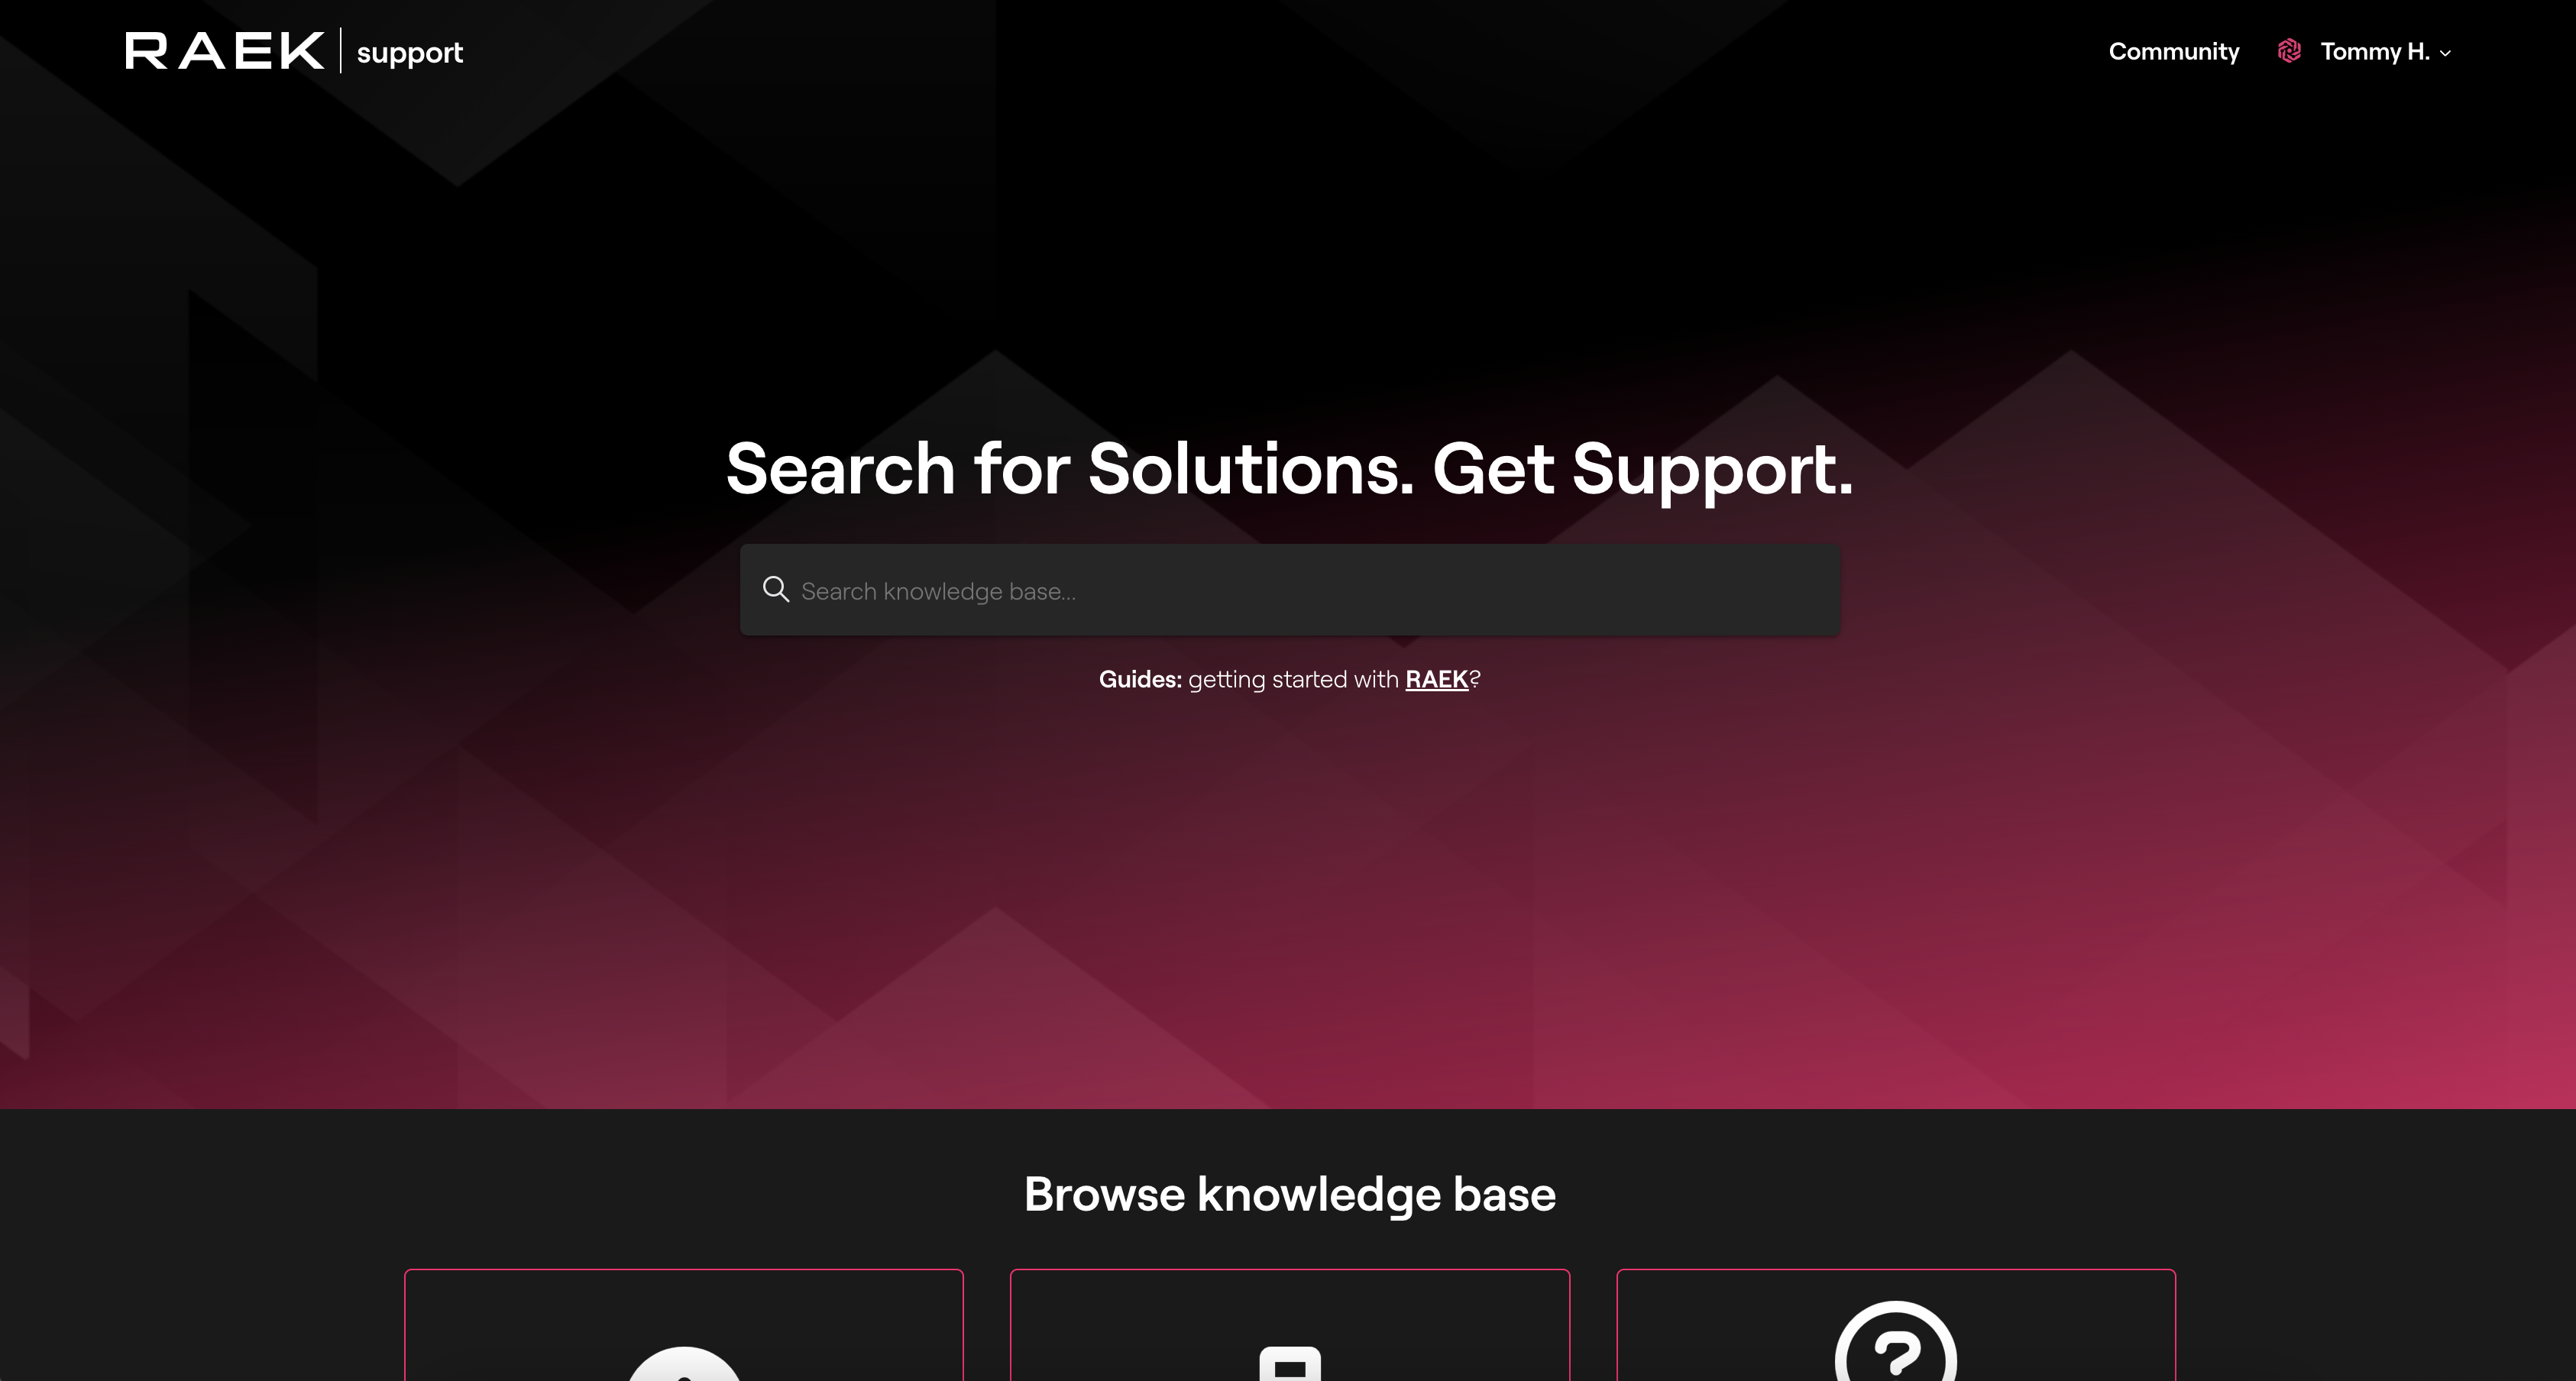 RAEK support
Community Tommy H.
Search for Solutions. Get Support.
Search knowledge base...
Guides: getting started with RAEK?
Browse knowledge base
?